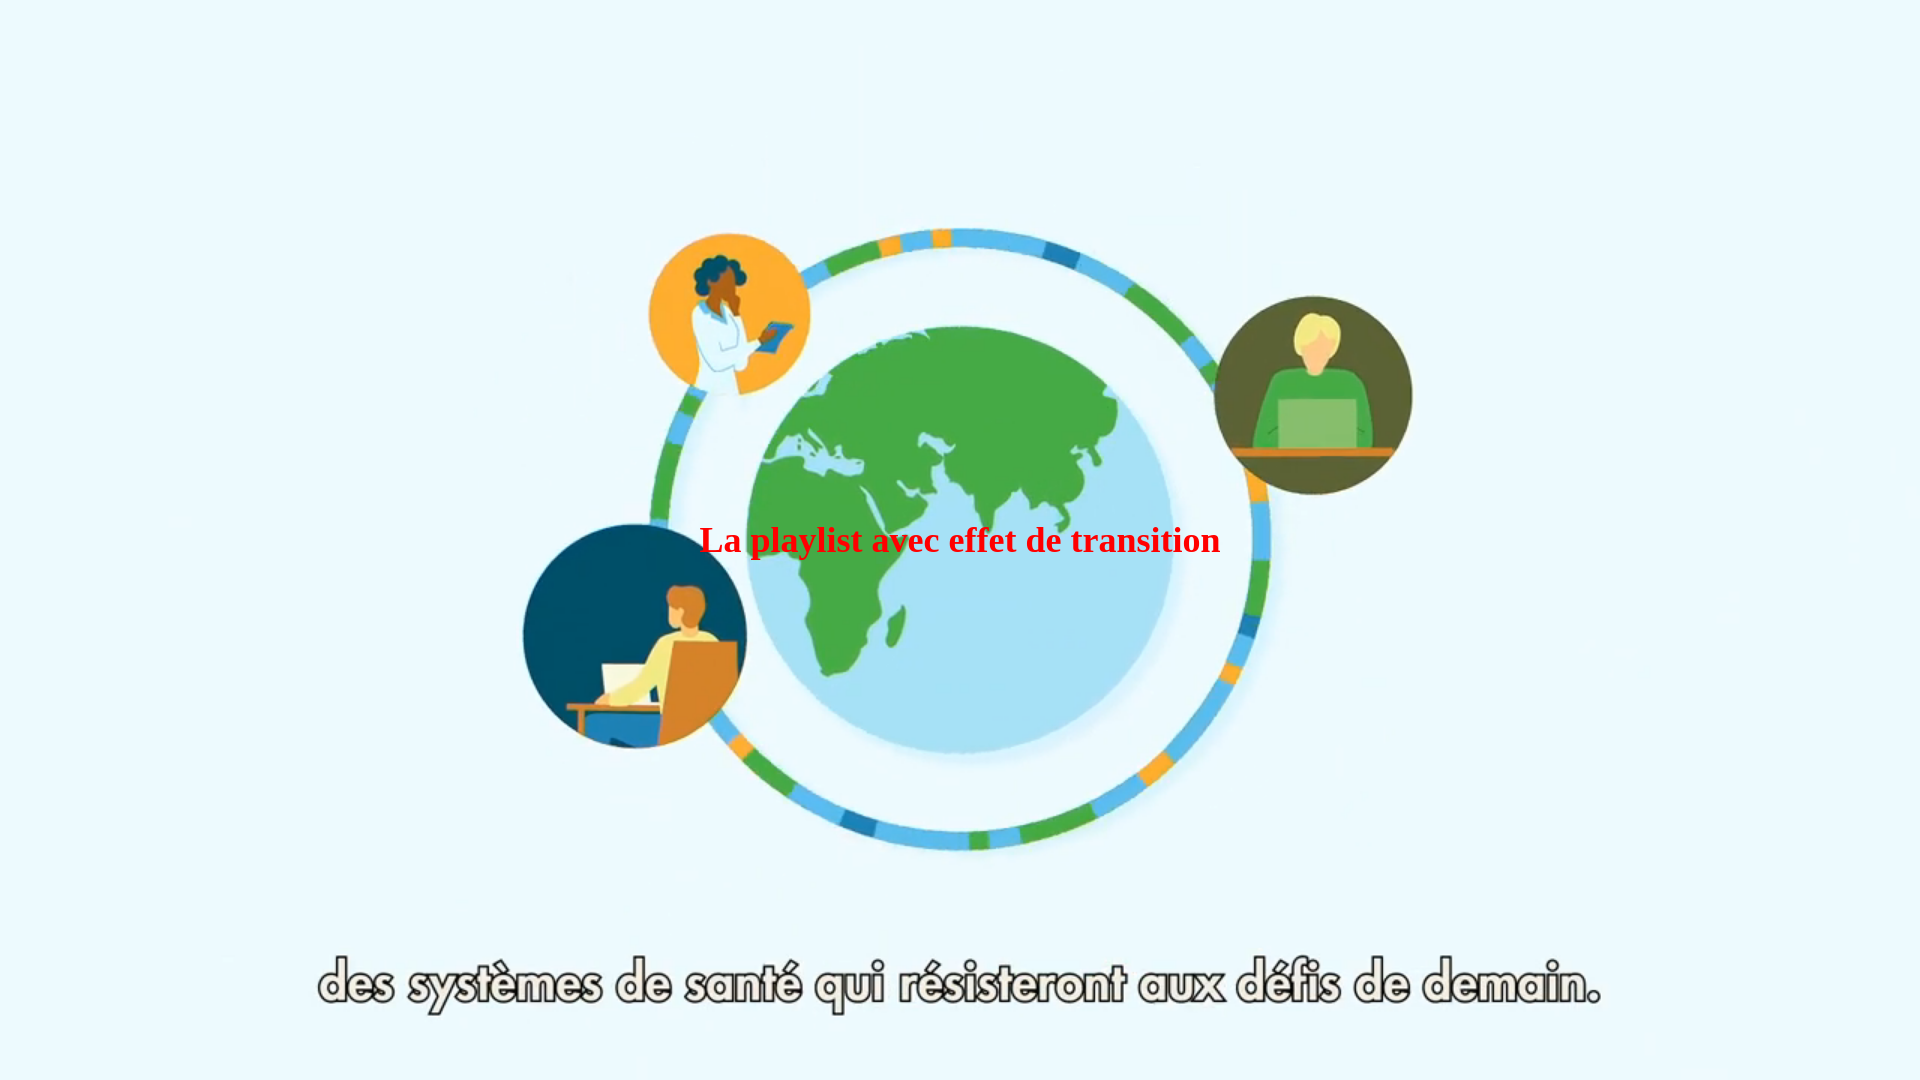 La playlist avec effet de transition
des systèmes de santé qui résisteront aux défis de demain.